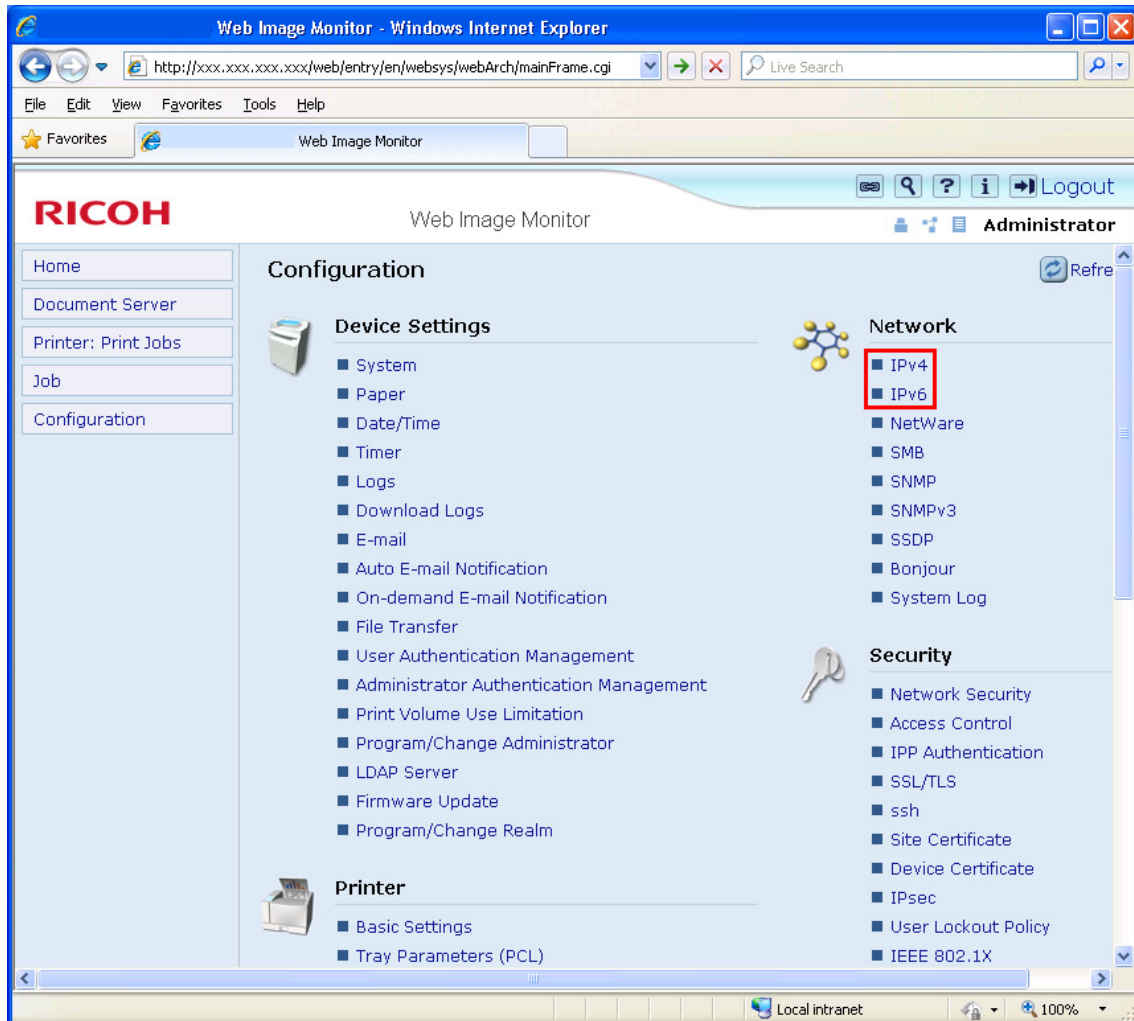 Web Image Monitor - Windows Internet Explorer
http://xxx.xxx.xxx.xxx/web/entry/en/websys/webArch/mainFrame.cgi
Live Search
File Edit View Favorites Tools Help
Favorites
Web Image Monitor
Logout
RICOH
Web Image Monitor
Administrator
Home
Document Server
Printer: Print Jobs
Job
Configuration
Configuration
Refre
Device Settings
System
Paper
Date/Time
Timer
Logs
Download Logs
E-mail
Auto E-mail Notification
On-demand E-mail Notification
File Transfer
User Authentication Management
Administrator Authentication Management
Print Volume Use Limitation
Program/Change Administrator
LDAP Server
Firmware Update
Program/Change Realm
Printer
Basic Settings
Tray Parameters (PCL)
Network
IPv4
IPv6
NetWare
SMB
SNMP
SNMPv3
SSDP
Bonjour
System Log
Security
Network Security
Access Control
IPP Authentication
SSL/TLS
ssh
Site Certificate
Device Certificate
IPsec
User Lockout Policy
IEEE 802.1X
Local intranet
100%